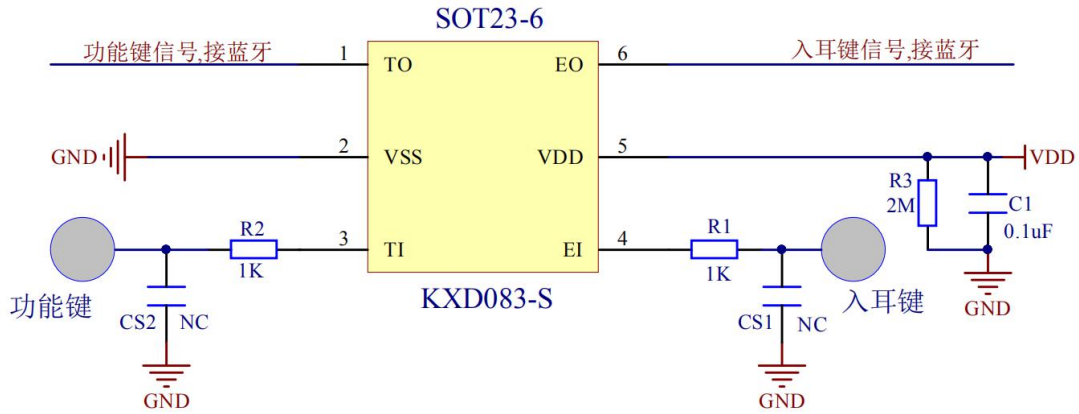 SOT23-6
功能键信号,接蓝牙
1
TO
EO
6
入耳键信号,接蓝牙
GND
2
VSS
VDD
5
VDD
R3
2M
C1
0.1uF
GND
R2
1K
3
TI
EI
4
R1
1K
功能键
CS2
NC
GND
KXD083-S
CS1
NC
GND
入耳键